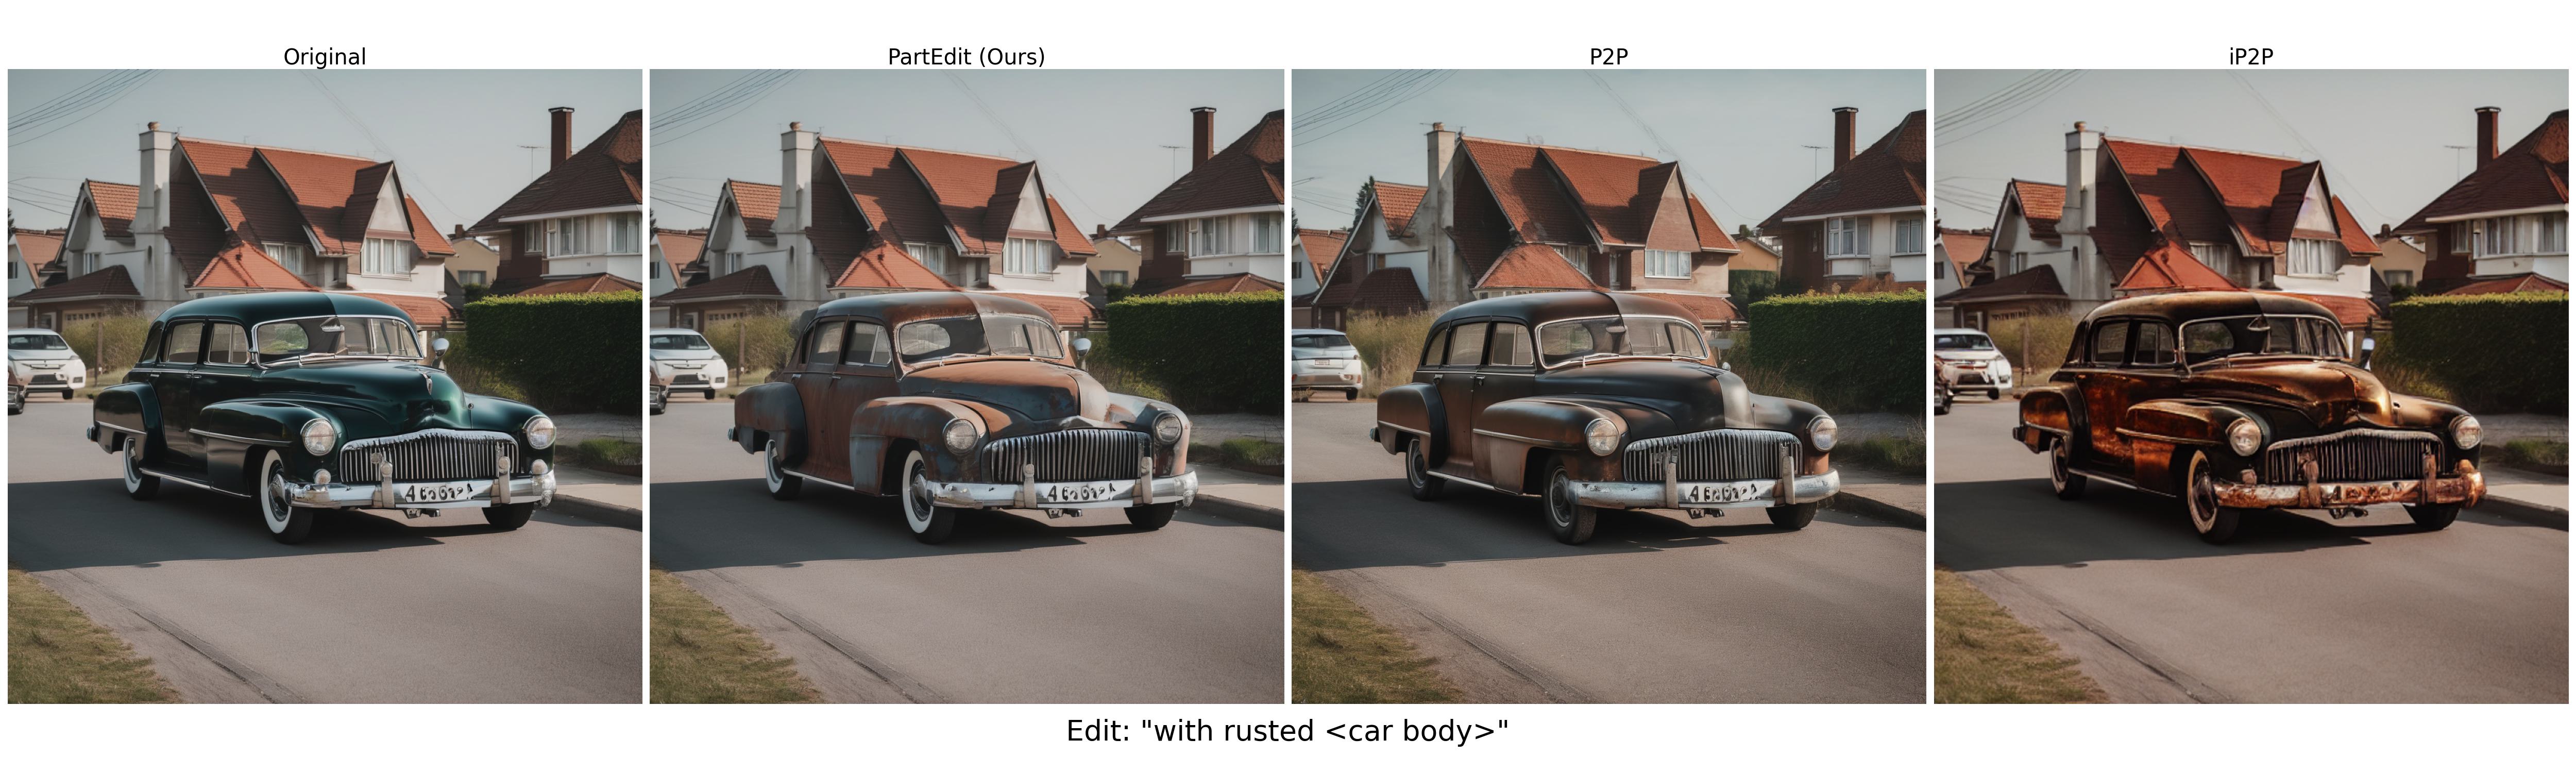 Original
PartEdit (Ours)
P2P
iP2P
Edit: "with rusted <car body>"